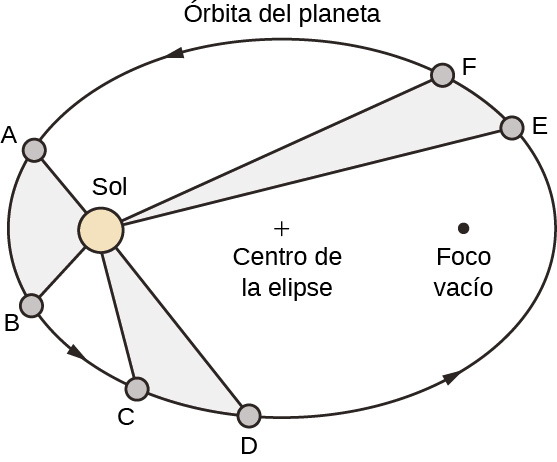 Órbita del planeta
F
E
A
Sol
Centro de
la elipse
Foco
vacío
B
C
D